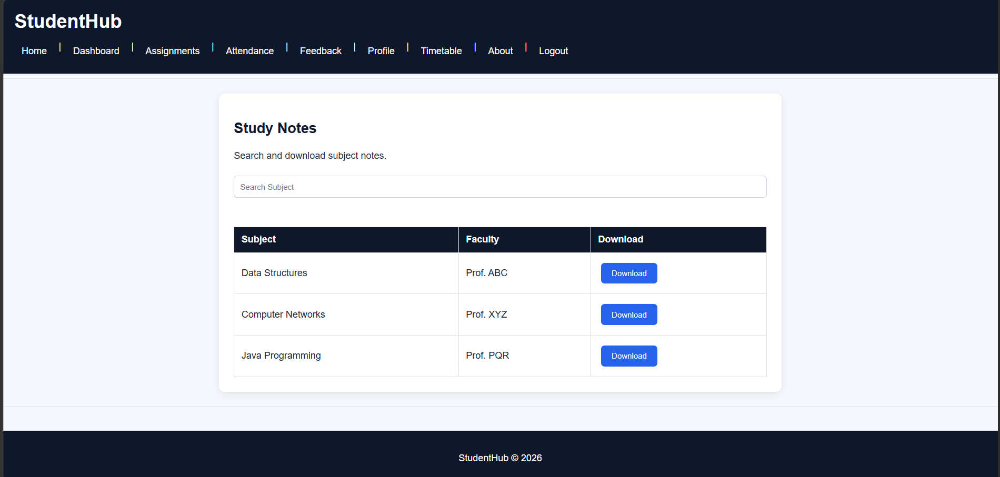 StudentHub
Home | Dashboard | Assignments | Attendance | Feedback | Profile | Timetable | About | Logout
Study Notes
Search and download subject notes.
Search Subject
Subject Faculty Download
Data Structures Prof. ABC Download
Computer Networks Prof. XYZ Download
Java Programming Prof. PQR Download
StudentHub © 2026